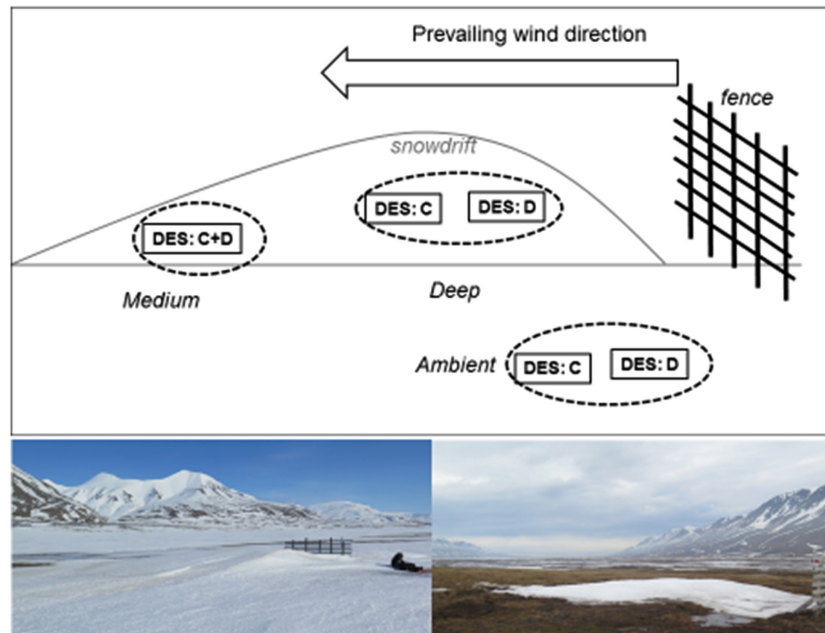 Prevailing wind direction
fence
snowdrift
DES: C
DES: D
DES: C+D
Medium
Deep
Ambient
DES: C
DES: D